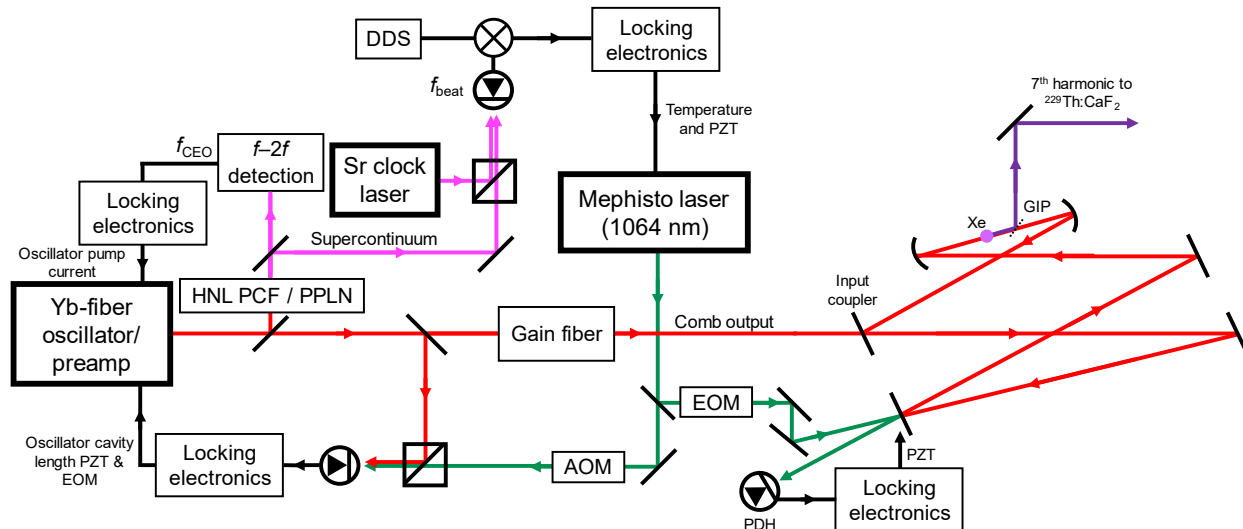 DDS
Locking
electronics
f_beat
Temperature
and PZT
7th harmonic to
229Th:CaF2
f_CEO
f–2f
detection
Sr clock
laser
Mephisto laser
(1064 nm)
Locking
electronics
Oscillator pump
current
Supercontinuum
Xe
GIP
HNL PCF / PPLN
Input
coupler
Yb-fiber
oscillator/
preamp
Gain fiber
Comb output
EOM
Oscillator cavity
length PZT &
EOM
Locking
electronics
AOM
PZT
Locking
electronics
PDH